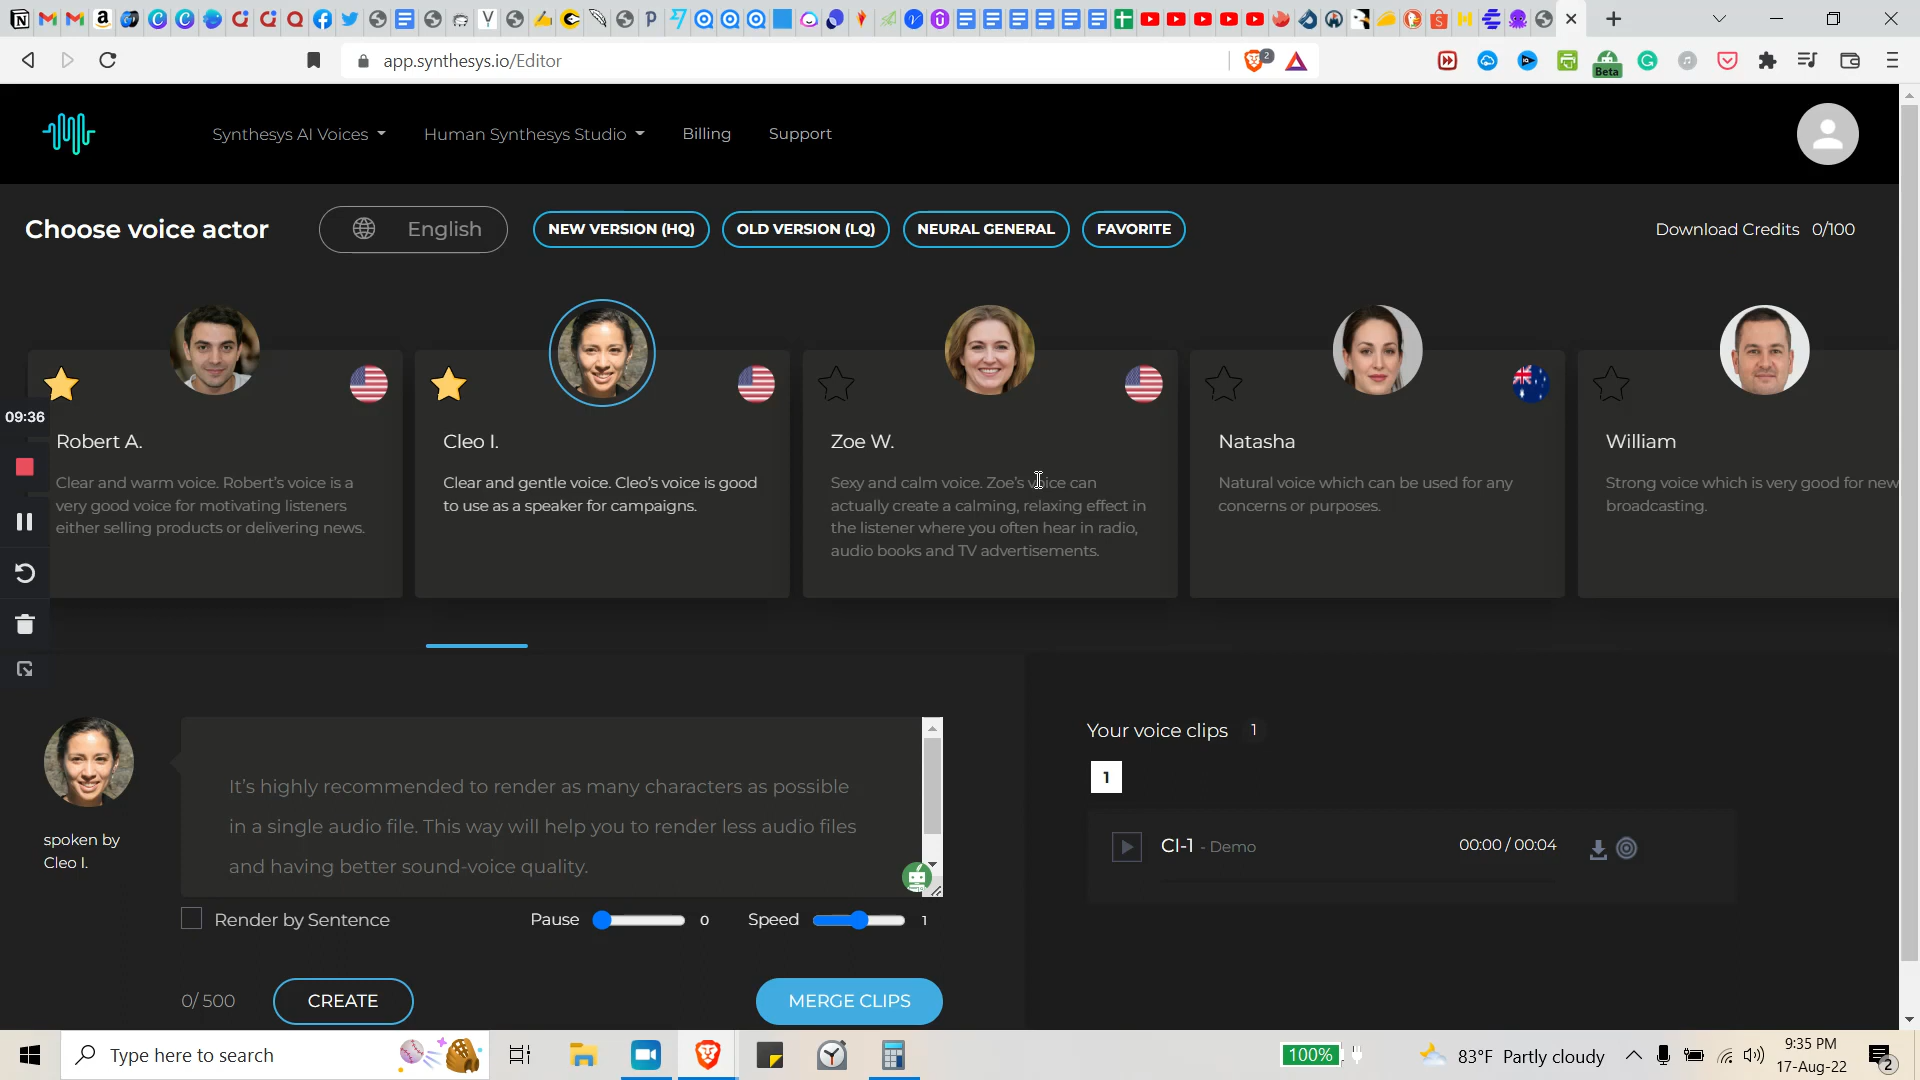 app.synthesys.io/Editor
2
Beta
Synthesys AI Voices
Human Synthesys Studio
Billing
Support
Choose voice actor
English
NEW VERSION (HQ)
OLD VERSION (LQ)
NEURAL GENERAL
FAVORITE
Download Credits 0/100
09:36
Robert A.
Clear and warm voice. Robert's voice is a
very good voice for motivating listeners
either selling products or delivering news.
Cleo I.
Clear and gentle voice. Cleo's voice is good
to use as a speaker for campaigns.
Zoe W.
Sexy and calm voice. Zoe's voice can
actually create a calming, relaxing effect in
the listener where you often hear in radio,
audio books and TV advertisements.
Natasha
Natural voice which can be used for any
concerns or purposes.
William
Strong voice which is very good for new
broadcasting.
spoken by
Cleo I.
It's highly recommended to render as many characters as possible
in a single audio file. This way will help you to render less audio files
and having better sound-voice quality.
Render by Sentence
Pause 0
Speed 1
0/ 500
CREATE
MERGE CLIPS
Your voice clips 1
1
CI-1 - Demo
00:00 / 00:04
Type here to search
100%
83°F Partly cloudy
9:35 PM
17-Aug-22
2